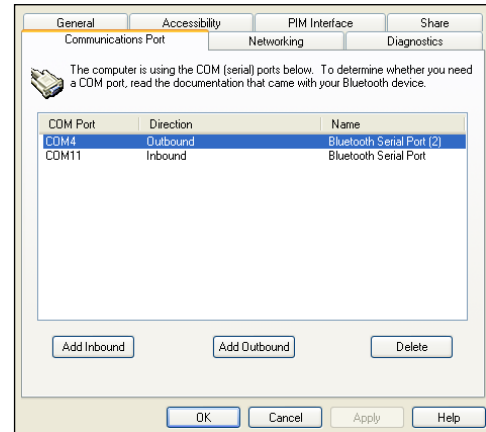 General Accessibility PIM Interface Share
Communications Port Networking Diagnostics
The computer is using the COM (serial) ports below. To determine whether you need
a COM port, read the documentation that came with your Bluetooth device.
COM Port Direction Name
COM4 Outbound Bluetooth Serial Port (2)
COM11 Inbound Bluetooth Serial Port
Add Inbound Add Outbound Delete
OK Cancel Apply Help